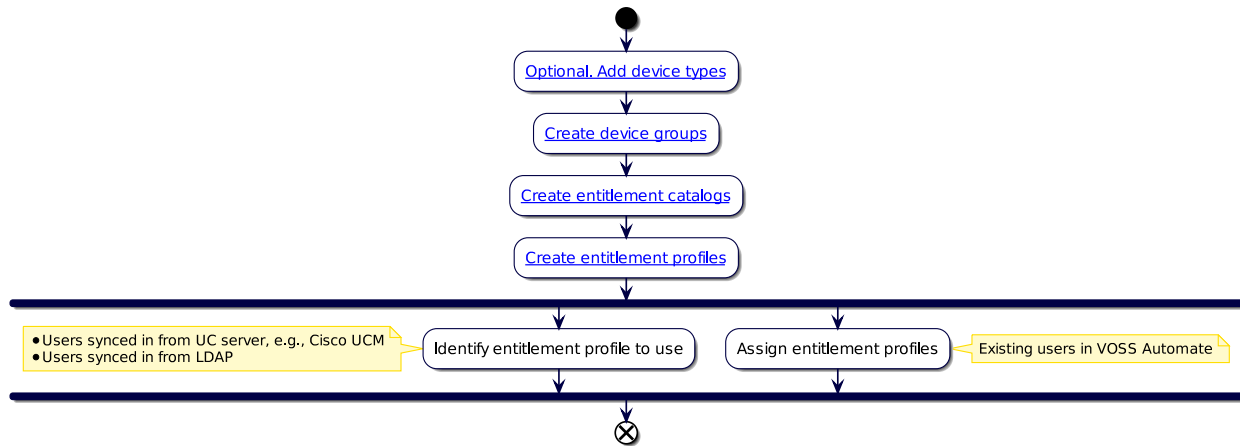 Optional. Add device types
Create device groups
Create entitlement catalogs
Create entitlement profiles
•Users synced in from UC server, e.g., Cisco UCM
•Users synced in from LDAP
Identify entitlement profile to use
Assign entitlement profiles
Existing users in VOSS Automate